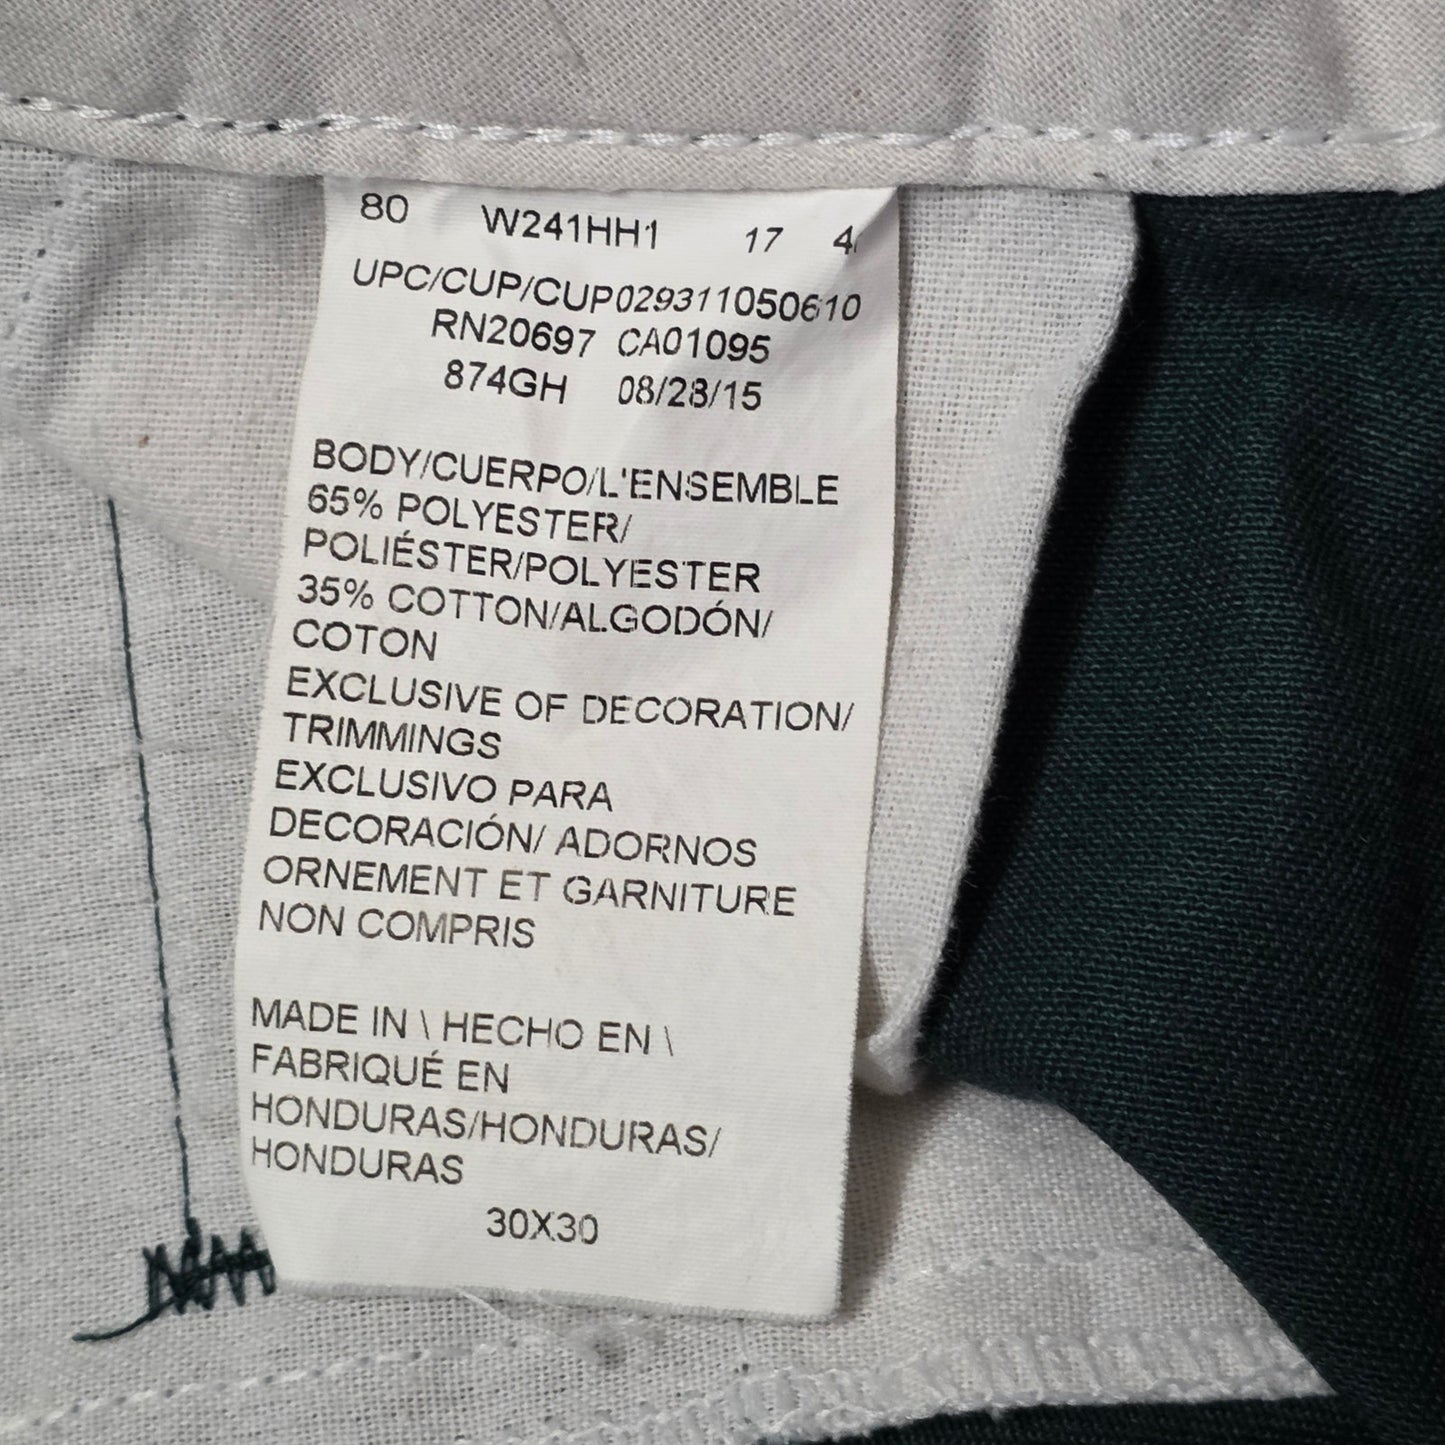 80 W241HH1 17 4
UPC/CUP/CUP029311050610
RN20697 CA01095
874GH 08/28/15
BODY/CUERPO/L'ENSEMBLE
65% POLYESTER/
POLIÉSTER/POLYESTER
35% COTTON/ALGODÓN/
COTON
EXCLUSIVE OF DECORATION/
TRIMMINGS
EXCLUSIVO PARA
DECORACIÓN/ ADORNOS
ORNEMENT ET GARNITURE
NON COMPRIS
MADE IN \ HECHO EN \
FABRIQUÉ EN
HONDURAS/HONDURAS/
HONDURAS
30X30